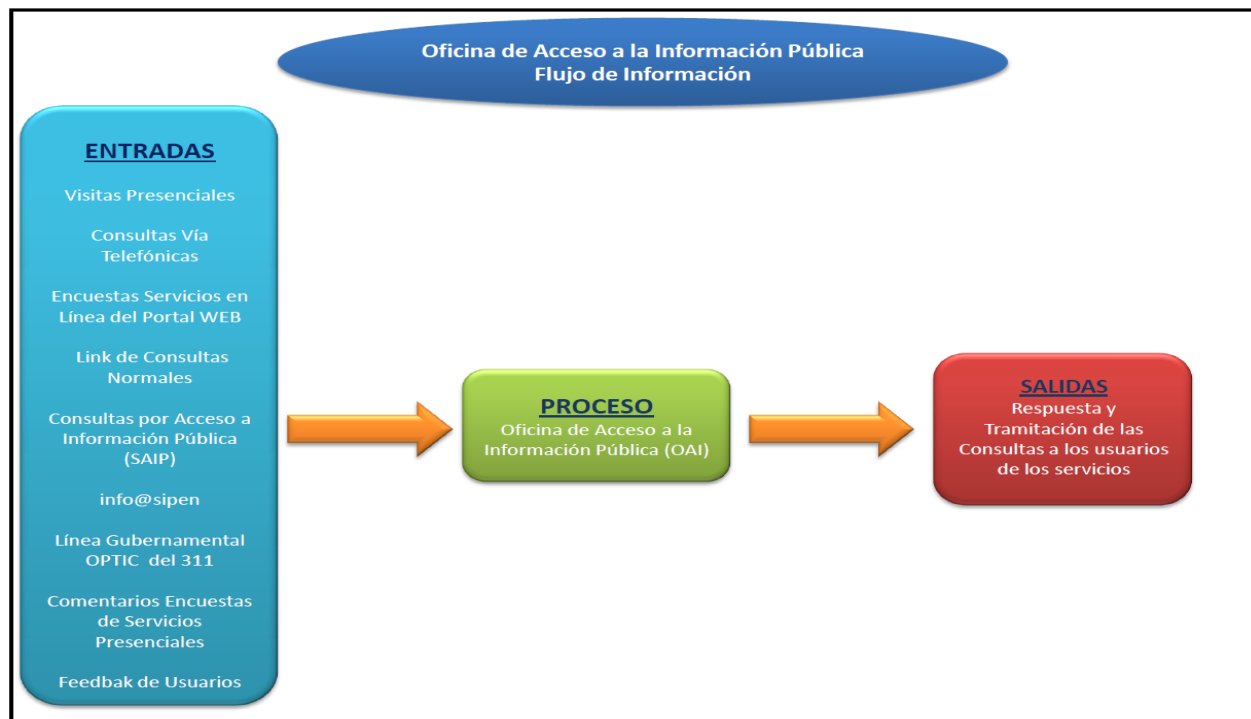 Oficina de Acceso a la Información Pública
Flujo de Información
ENTRADAS
Visitas Presenciales
Consultas Vía
Telefónicas
Encuestas Servicios en
Línea del Portal WEB
Link de Consultas
Normales
Consultas por Acceso a
Información Pública
(SAIP)
info@sipen
Línea Gubernamental
OPTIC del 311
Comentarios Encuestas
de Servicios
Presenciales
Feedbak de Usuarios
PROCESO
Oficina de Acceso a la
Información Pública (OAI)
SALIDAS
Respuesta y
Tramitación de las
Consultas a los usuarios
de los servicios